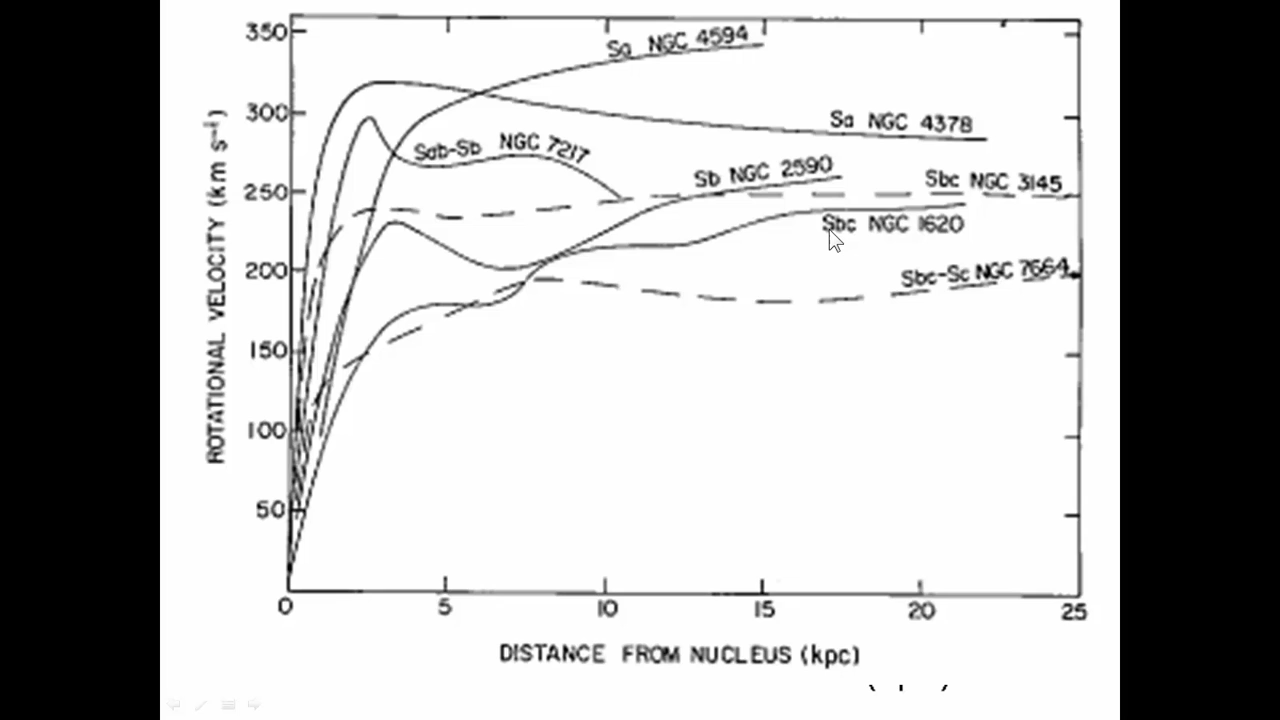 350
300
250
200
150
100
50
0
5
10
15
20
25
ROTATIONAL VELOCITY (km s⁻¹)
DISTANCE FROM NUCLEUS (kpc)
Sa NGC 4594
Sa NGC 4378
Sab-Sb NGC 7217
Sb NGC 2590
Sbc NGC 3145
Sbc NGC 1620
Sbc-Sc NGC 7664